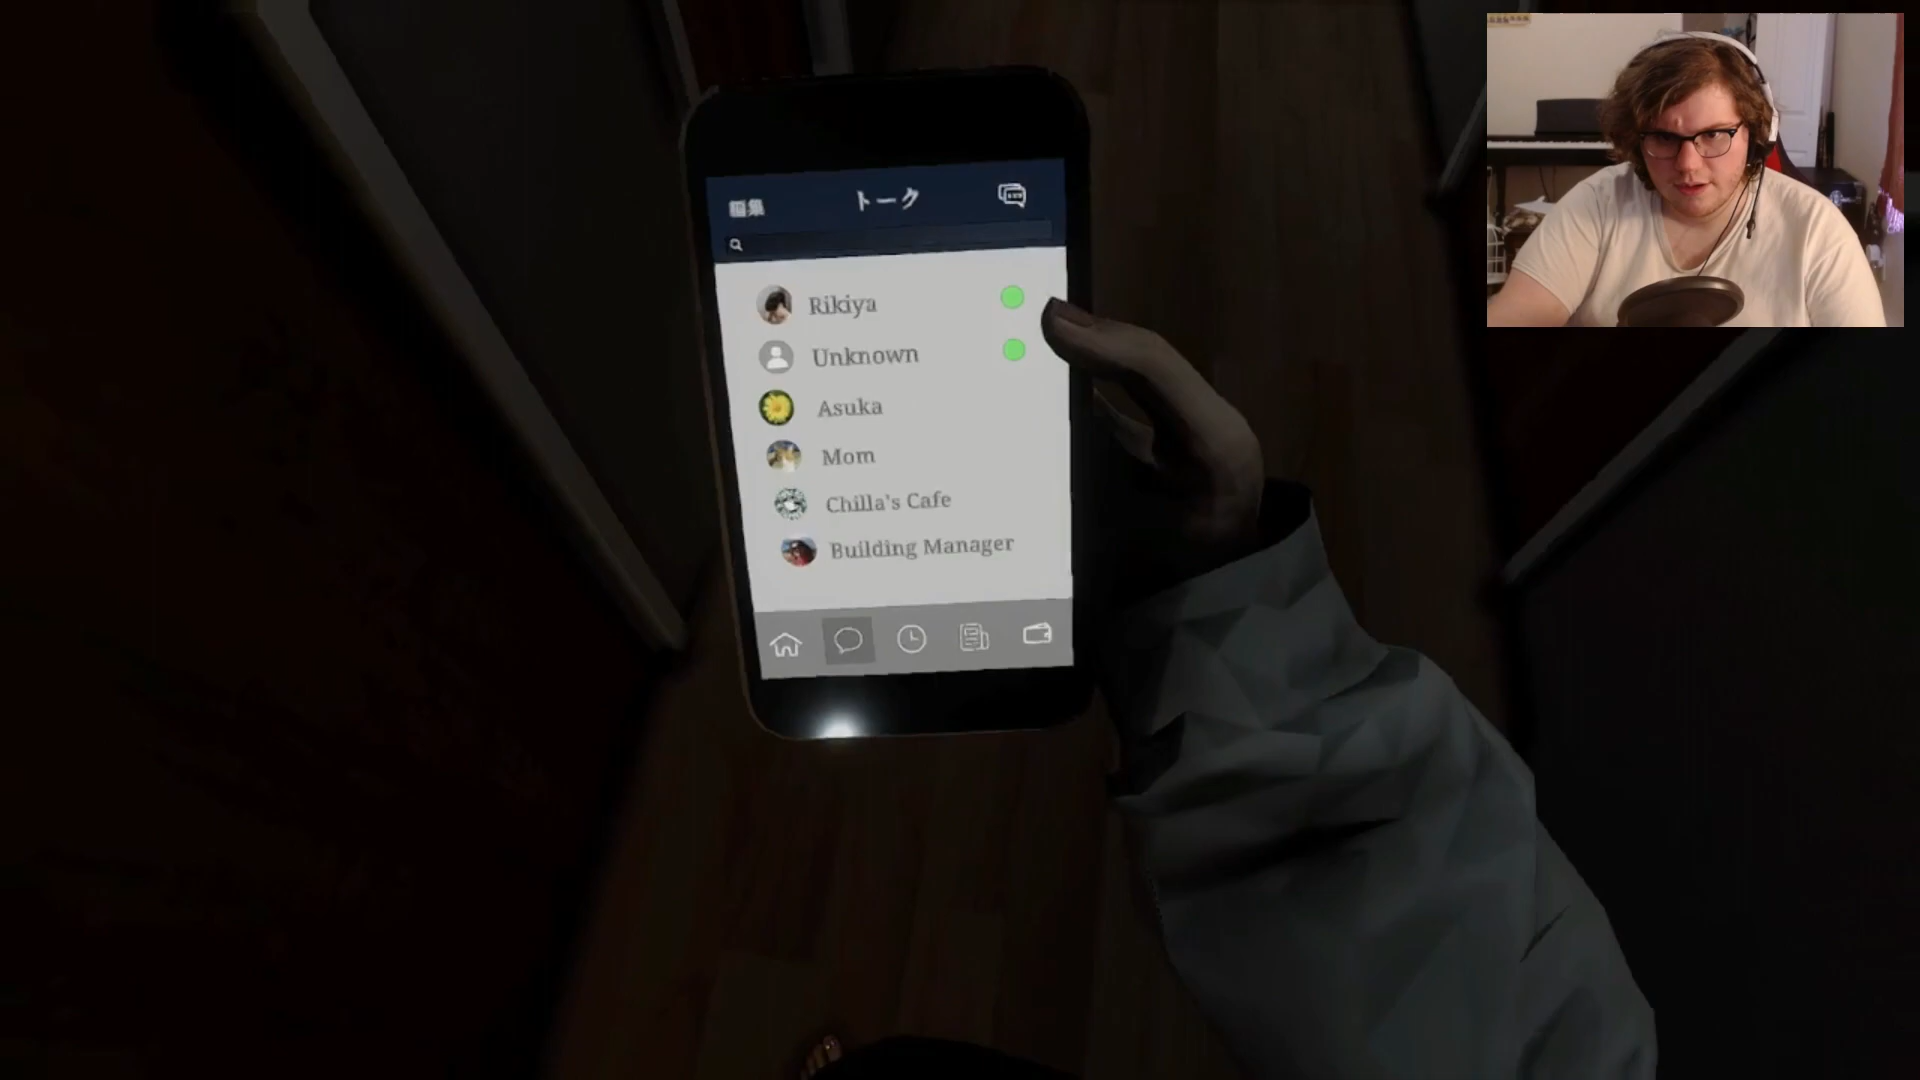 編集 トーク
Rikiya
Unknown
Asuka
Mom
Chilla's Cafe
Building Manager